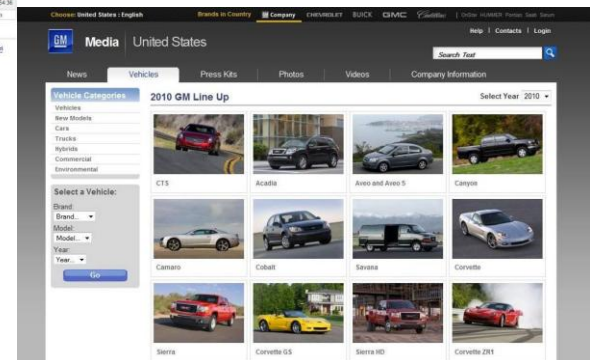 Choose: United States : English
Brands in Country
Company
CHEVROLET
BUICK
GMC
Cadillac
Other HUMMER Pontiac Saab Saturn
Help | Contacts | Login
GM
Media | United States
Search Text
News
Vehicles
Press Kits
Photos
Videos
Company Information
Vehicle Categories
Vehicles
New Models
Cars
Trucks
Hybrids
Commercial
Environmental
Select a Vehicle:
Brand:
Brand...
Model:
Model...
Year:
Year...
Go
2010 GM Line Up
Select Year 2010
CTS
Acadia
Aveo and Aveo 5
Canyon
Camaro
Cobalt
Savana
Corvette
Sierra
Corvette GS
Sierra HD
Corvette ZR1